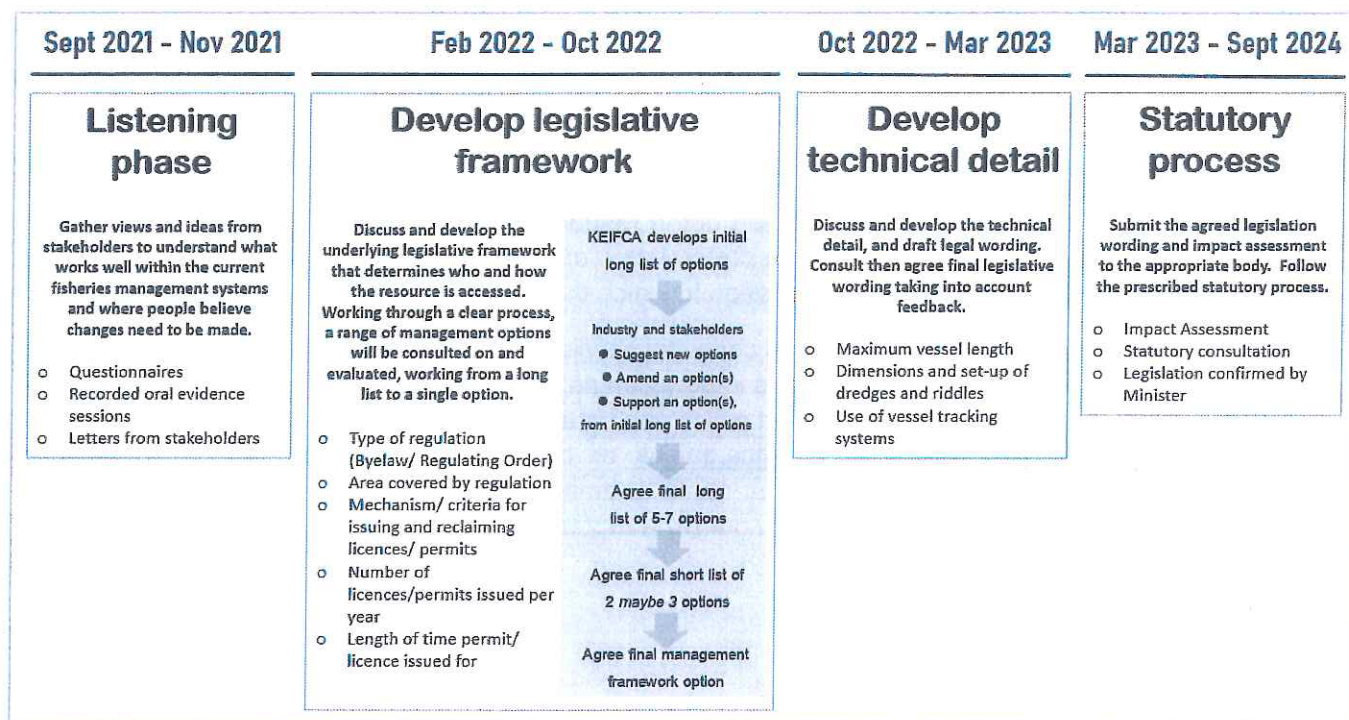 Sept 2021 - Nov 2021
Listening
phase
Gather views and ideas from
stakeholders to understand what
works well within the current
fisheries management systems
and where people believe
changes need to be made.
o Questionnaires
o Recorded oral evidence
sessions
o Letters from stakeholders
Feb 2022 - Oct 2022
Develop legislative
framework
Discuss and develop the
underlying legislative framework
that determines who and how
the resource is accessed.
Working through a clear process,
a range of management options
will be consulted on and
evaluated, working from a long
list to a single option.
o Type of regulation
(Byelaw/ Regulating Order)
o Area covered by regulation
o Mechanism/ criteria for
issuing and reclaiming
licences/ permits
o Number of
licences/permits issued per
year
o Length of time permit/
licence issued for
KEIFCA develops initial
long list of options
Industry and stakeholders
● Suggest new options
● Amend an option(s)
● Support an option(s),
from initial long list of options
Agree final long
list of 5-7 options
Agree final short list of
2 maybe 3 options
Agree final management
framework option
Oct 2022 - Mar 2023
Develop
technical detail
Discuss and develop the technical
detail, and draft legal wording.
Consult then agree final legislative
wording taking into account
feedback.
o Maximum vessel length
o Dimensions and set-up of
dredges and riddles
o Use of vessel tracking
systems
Mar 2023 - Sept 2024
Statutory
process
Submit the agreed legislation
wording and impact assessment
to the appropriate body. Follow
the prescribed statutory process.
o Impact Assessment
o Statutory consultation
o Legislation confirmed by
Minister